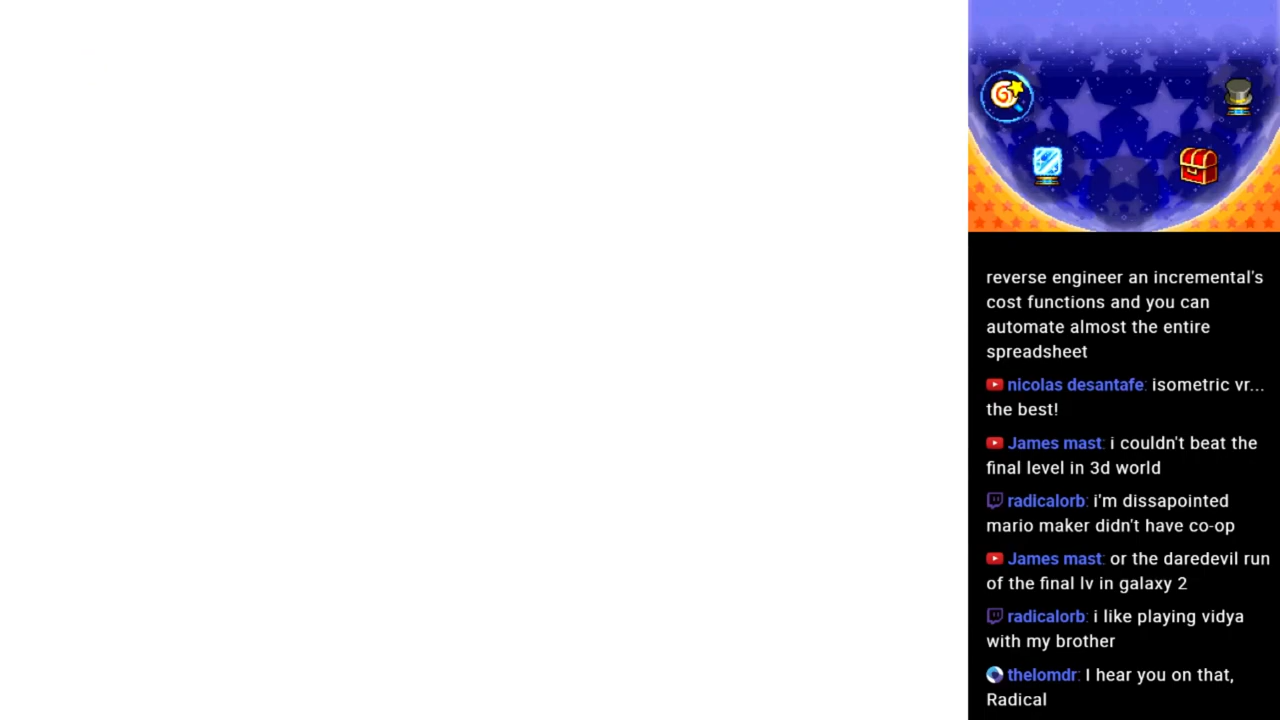 reverse engineer an incremental's
cost functions and you can
automate almost the entire
spreadsheet
nicolas desantafe: isometric vr...
the best!
James mast: i couldn't beat the
final level in 3d world
radicalorb: i'm dissapointed
mario maker didn't have co-op
James mast: or the daredevil run
of the final lv in galaxy 2
radicalorb: i like playing vidya
with my brother
thelomdr: I hear you on that,
Radical